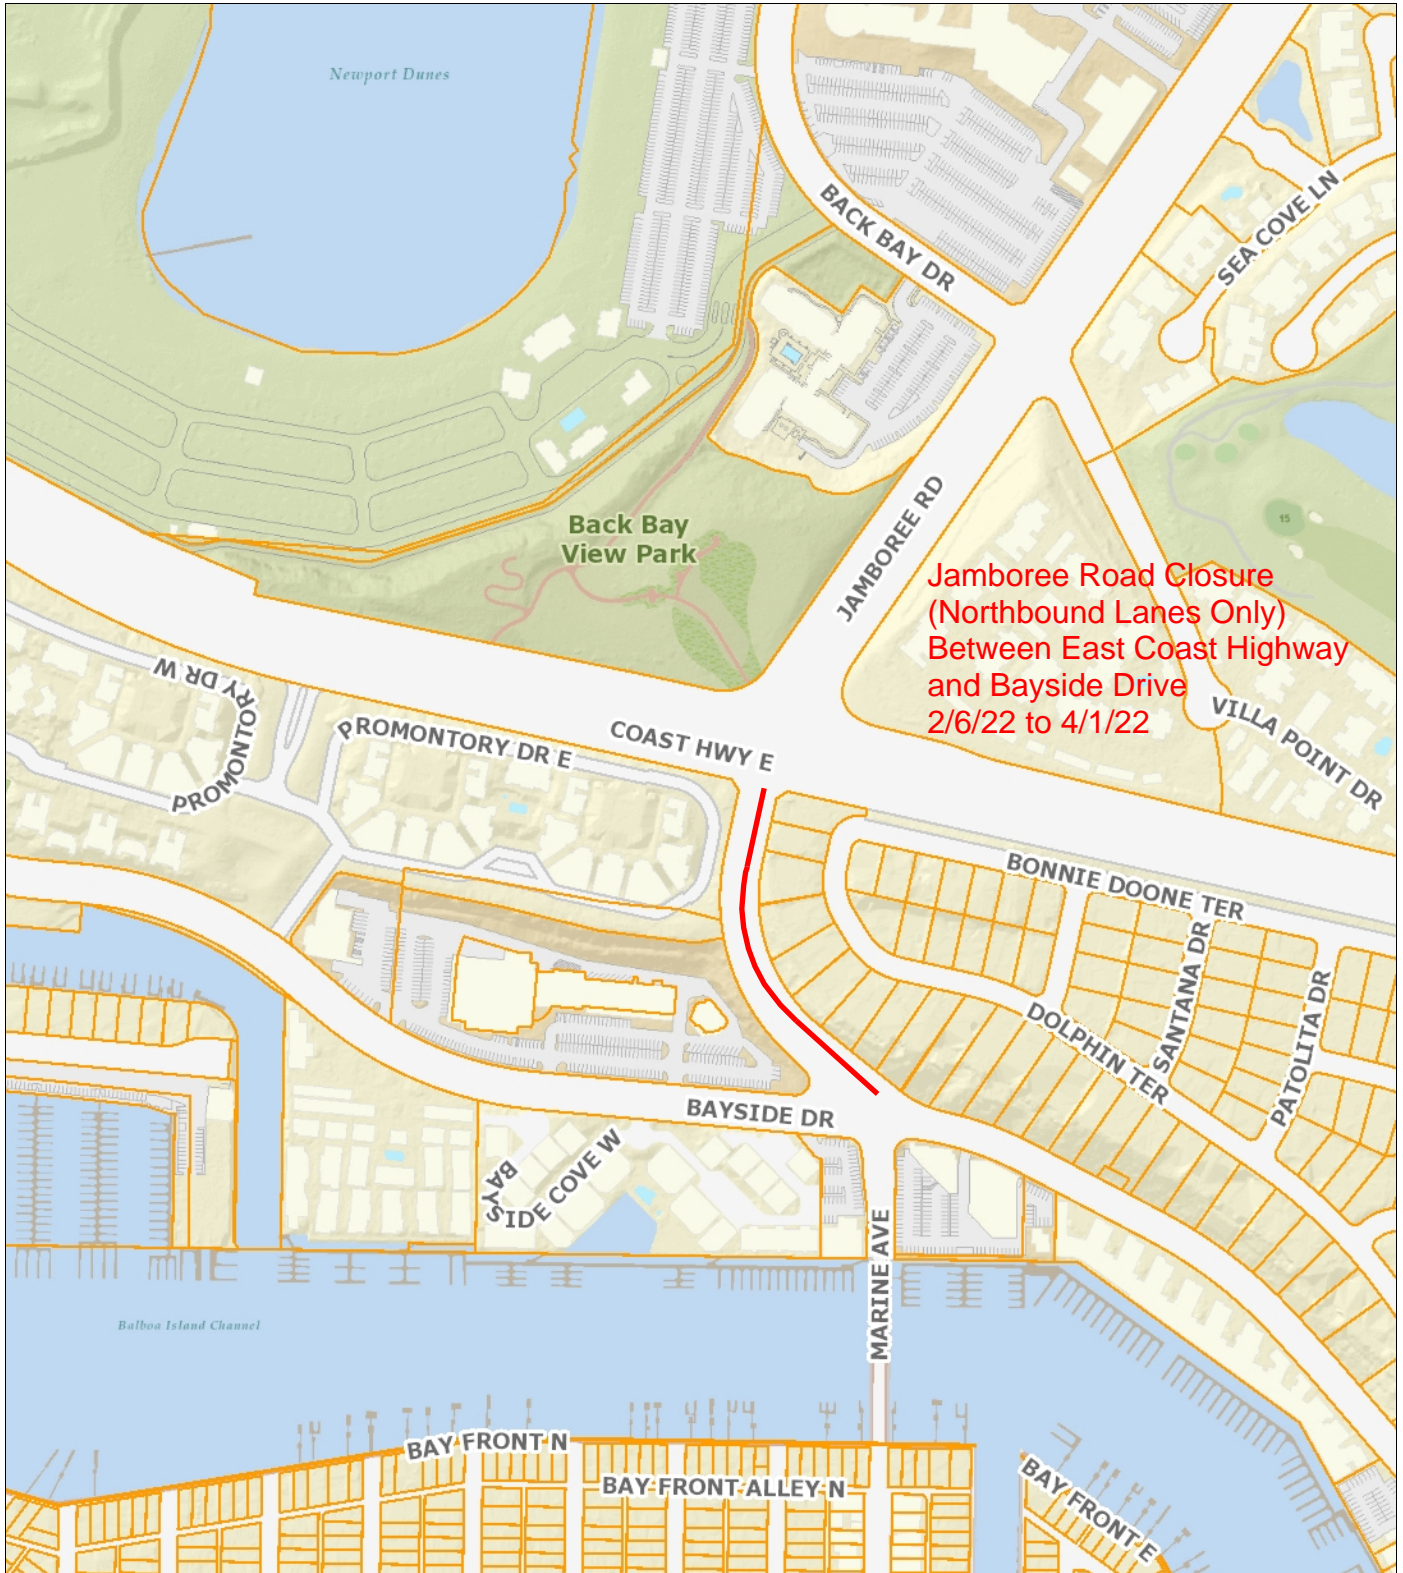 Newport Dunes
BACK BAY DR
SEA COVE LN
15
Back Bay
View Park
JAMBOREE RD
Jamboree Road Closure
(Northbound Lanes Only)
Between East Coast Highway
and Bayside Drive
2/6/22 to 4/1/22
PROMONTORY DR W
PROMONTORY DR E
COAST HWY E
VILLA POINT DR
BONNIE DOONE TER
SANTANA DR
PATOLITA DR
DOLPHIN TER
BAYSIDE DR
BAYSIDE COVE W
MARINE AVE
Balboa Island Channel
BAY FRONT N
BAY FRONT ALLEY N
BAY FRONT E